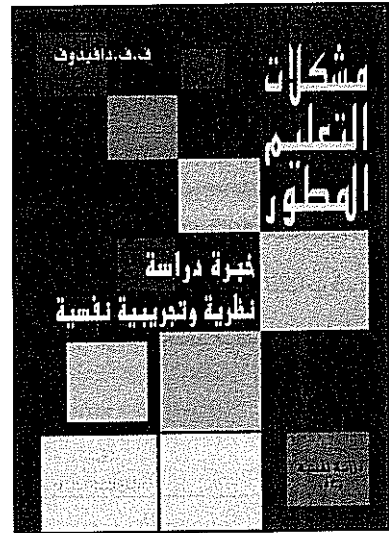 ف.ف.دافيدوف
مشكلات
التعليم
المطور
خبرة دراسة
نظرية وتجريبية نفسية